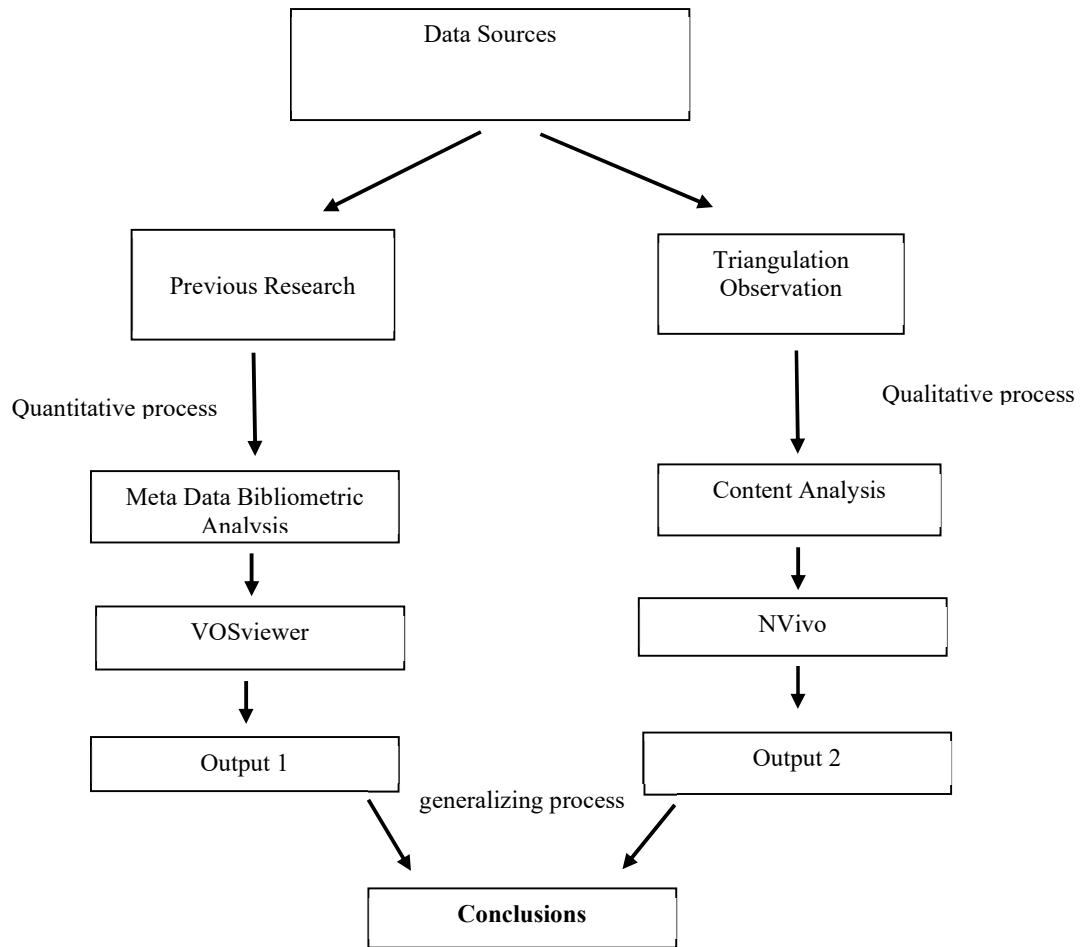 Data Sources
Previous Research
Triangulation
Observation
Quantitative process
Qualitative process
Meta Data Bibliometric
Analysis
Content Analysis
VOSviewer
NVivo
Output 1
Output 2
generalizing process
Conclusions